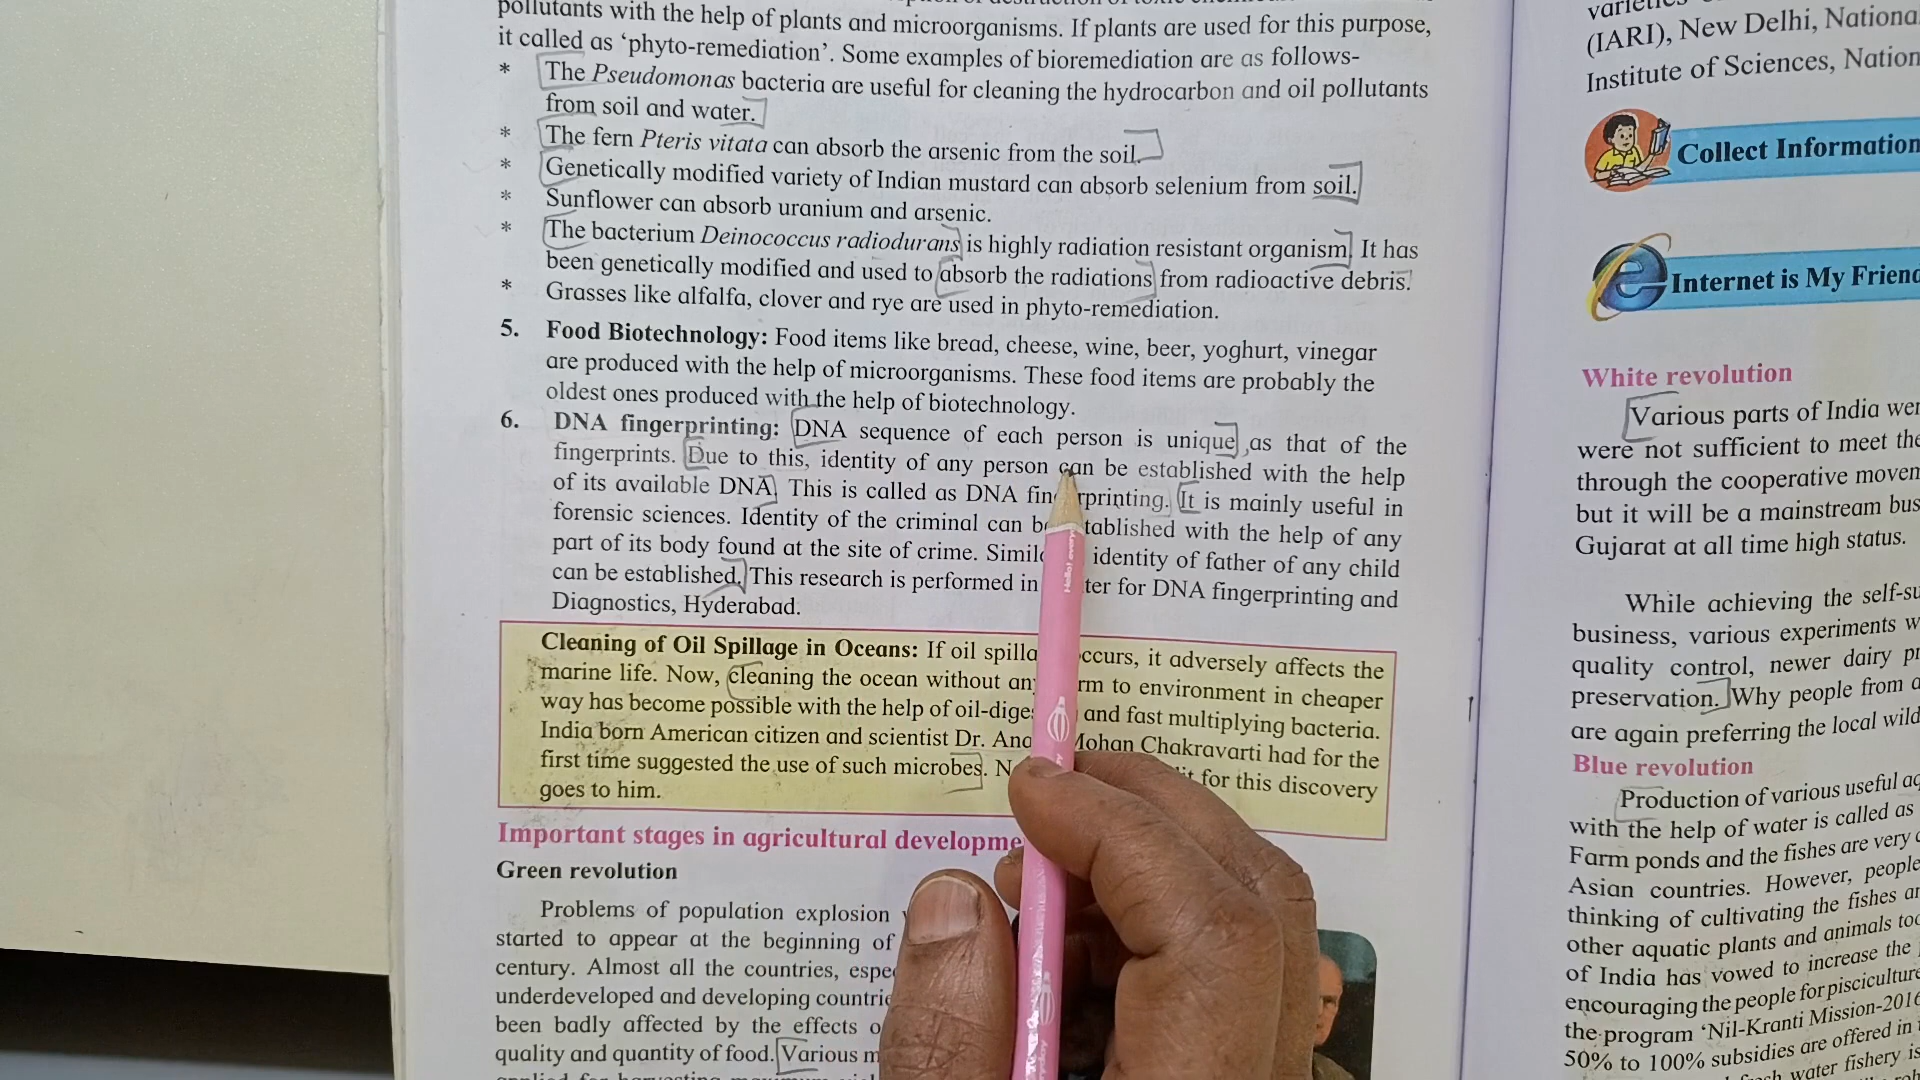 pollutants with the help of plants and microorganisms. If plants are used for this purpose,
it called as ‘phyto-remediation’. Some examples of bioremediation are as follows-
* The Pseudomonas bacteria are useful for cleaning the hydrocarbon and oil pollutants
from soil and water.
* The fern Pteris vitata can absorb the arsenic from the soil.
* Genetically modified variety of Indian mustard can absorb selenium from soil.
* Sunflower can absorb uranium and arsenic.
* The bacterium Deinococcus radiodurans is highly radiation resistant organism. It has
been genetically modified and used to absorb the radiations from radioactive debris.
* Grasses like alfalfa, clover and rye are used in phyto-remediation.
5. Food Biotechnology: Food items like bread, cheese, wine, beer, yoghurt, vinegar
are produced with the help of microorganisms. These food items are probably the
oldest ones produced with the help of biotechnology.
6. DNA fingerprinting: DNA sequence of each person is unique as that of the
fingerprints. Due to this, identity of any person can be established with the help
of its available DNA. This is called as DNA fin rprinting. It is mainly useful in
forensic sciences. Identity of the criminal can b tablished with the help of any
part of its body found at the site of crime. Simil identity of father of any child
can be established. This research is performed in ter for DNA fingerprinting and
Diagnostics, Hyderabad.
Cleaning of Oil Spillage in Oceans: If oil spilla ccurs, it adversely affects the
marine life. Now, cleaning the ocean without an rm to environment in cheaper
way has become possible with the help of oil-diges and fast multiplying bacteria.
India born American citizen and scientist Dr. Ana Mohan Chakravarti had for the
first time suggested the use of such microbes. for this discovery
goes to him.
Important stages in agricultural developme
Green revolution
Problems of population explosion
started to appear at the beginning of
century. Almost all the countries, espe
underdeveloped and developing countrie
been badly affected by the effects o
quality and quantity of food. Various m
Hello! every
varieties
(IARI), New Delhi, Nationa
Institute of Sciences, Nation
Collect Information
Internet is My Friend
White revolution
Various parts of India wer
were not sufficient to meet the
through the cooperative movem
but it will be a mainstream bus
Gujarat at all time high status.
While achieving the self-su
business, various experiments w
quality control, newer dairy pr
preservation. Why people from a
are again preferring the local wild
Blue revolution
Production of various useful aq
with the help of water is called as
Farm ponds and the fishes are very c
Asian countries. However, people
thinking of cultivating the fishes an
other aquatic plants and animals too
of India has vowed to increase the
encouraging the people for pisciculture
the program ‘Nil-Kranti Mission-2016
50% to 100% subsidies are offered in
water fishery is